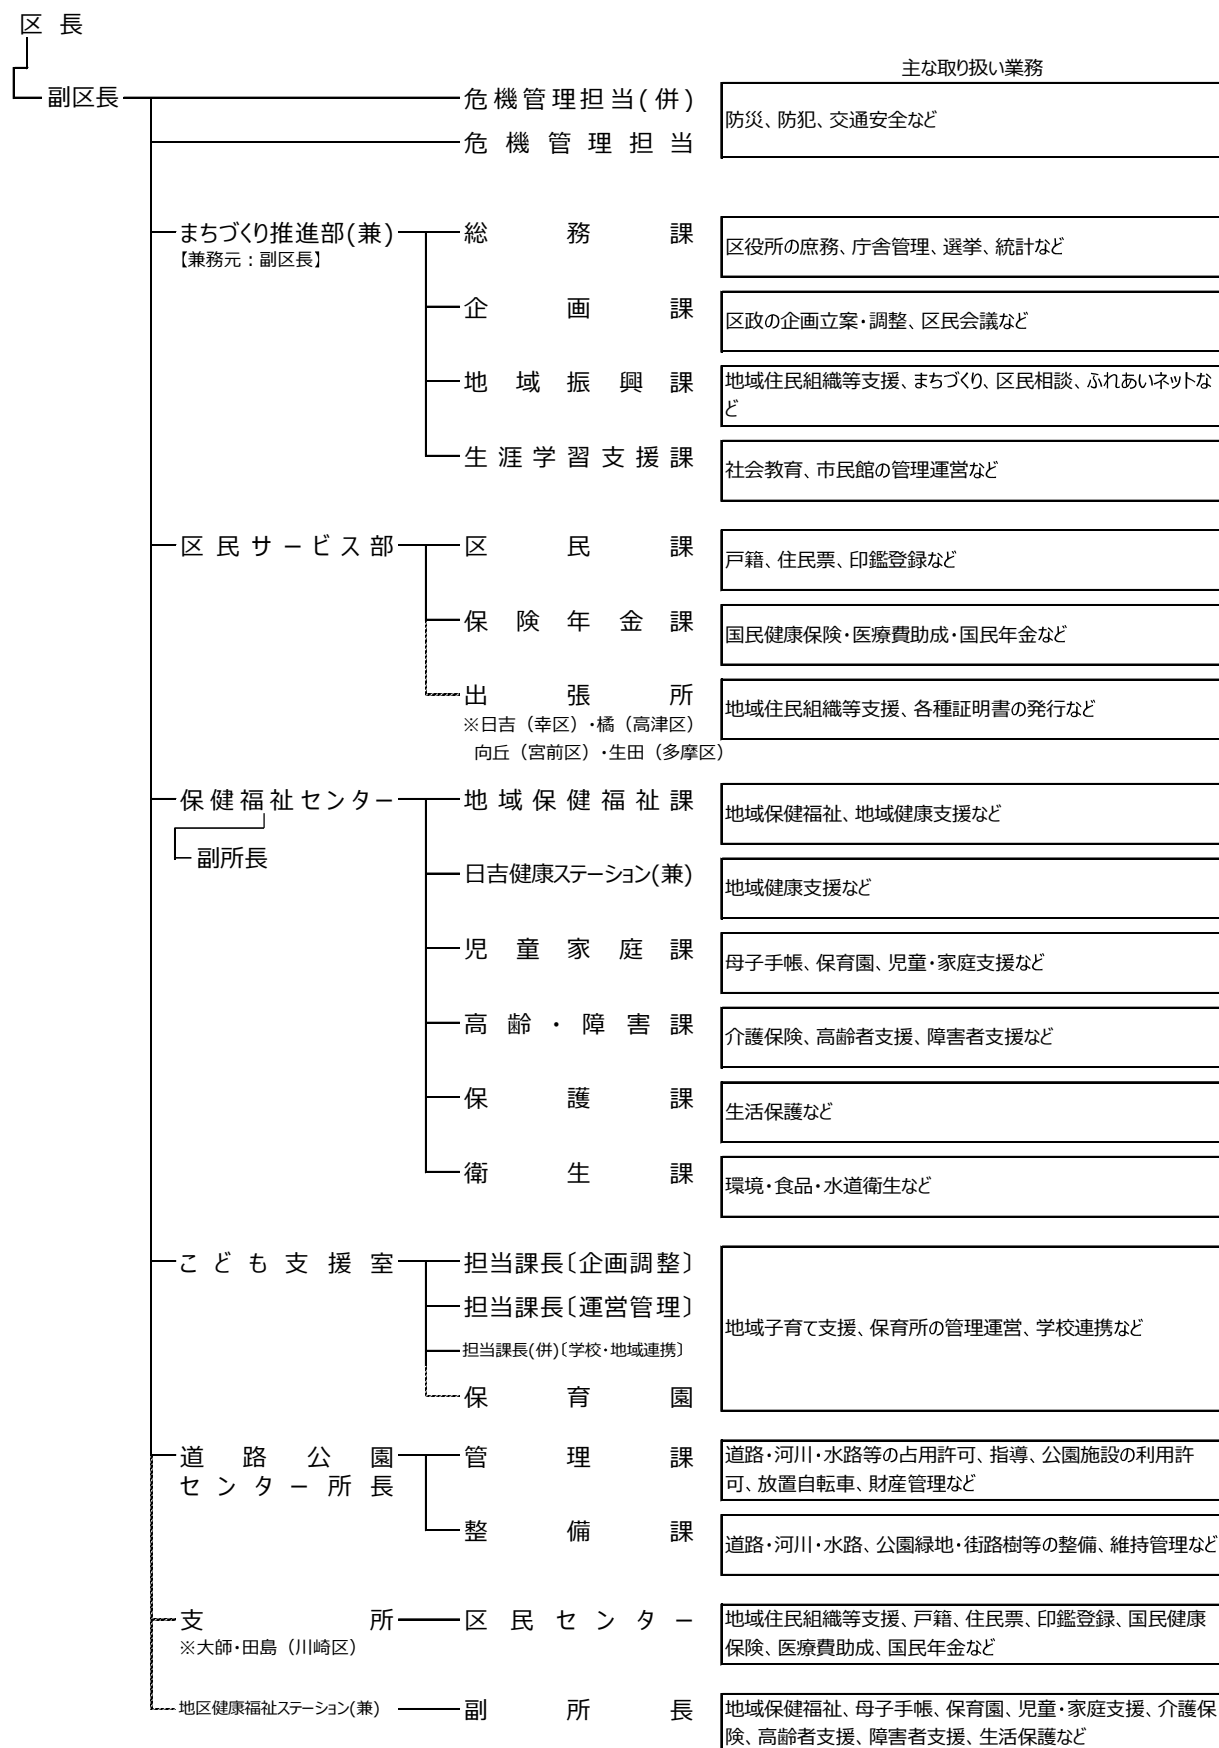 区長
主な取り扱い業務
副区長
危機管理担当(併)
防災、防犯、交通安全など
危機管理担当
まちづくり推進部(兼)
【兼務元：副区長】
総務課
区役所の庶務、庁舎管理、選挙、統計など
企画課
区政の企画立案・調整、区民会議など
地域振興課
地域住民組織等支援、まちづくり、区民相談、ふれあいネットな
ど
生涯学習支援課
社会教育、市民館の管理運営など
区民サービス部
区民課
戸籍、住民票、印鑑登録など
保険年金課
国民健康保険・医療費助成・国民年金など
出張所
※日吉（幸区）・橘（高津区）
向丘（宮前区）・生田（多摩区）
地域住民組織等支援、各種証明書の発行など
保健福祉センター
副所長
地域保健福祉課
地域保健福祉、地域健康支援など
日吉健康ステーション(兼)
地域健康支援など
児童家庭課
母子手帳、保育園、児童・家庭支援など
高齢・障害課
介護保険、高齢者支援、障害者支援など
保護課
生活保護など
衛生課
環境・食品・水道衛生など
こども支援室
担当課長〔企画調整〕
担当課長〔運営管理〕
担当課長(併)〔学校・地域連携〕
保育園
地域子育て支援、保育所の管理運営、学校連携など
道路公園
センター所長
管理課
道路・河川・水路等の占用許可、指導、公園施設の利用許
可、放置自転車、財産管理など
整備課
道路・河川・水路、公園緑地・街路樹等の整備、維持管理など
支所
※大師・田島（川崎区）
区民センター
地域住民組織等支援、戸籍、住民票、印鑑登録、国民健康
保険、医療費助成、国民年金など
地区健康福祉ステーション(兼)
副所長
地域保健福祉、母子手帳、保育園、児童・家庭支援、介護保
険、高齢者支援、障害者支援、生活保護など